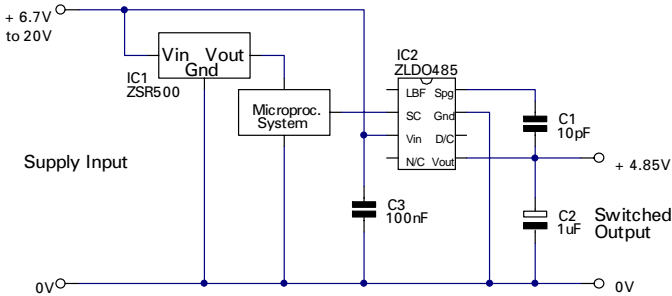 + 6.7V
to 20V
Vin Vout
Gnd
IC1
ZSR500
Microproc.
System
IC2
ZLDO485
LBF Spg
SC Gnd
Vin D/C
N/C Vout
C1
10pF
Supply Input
+ 4.85V
C3
100nF
C2
1uF
Switched
Output
0V
0V